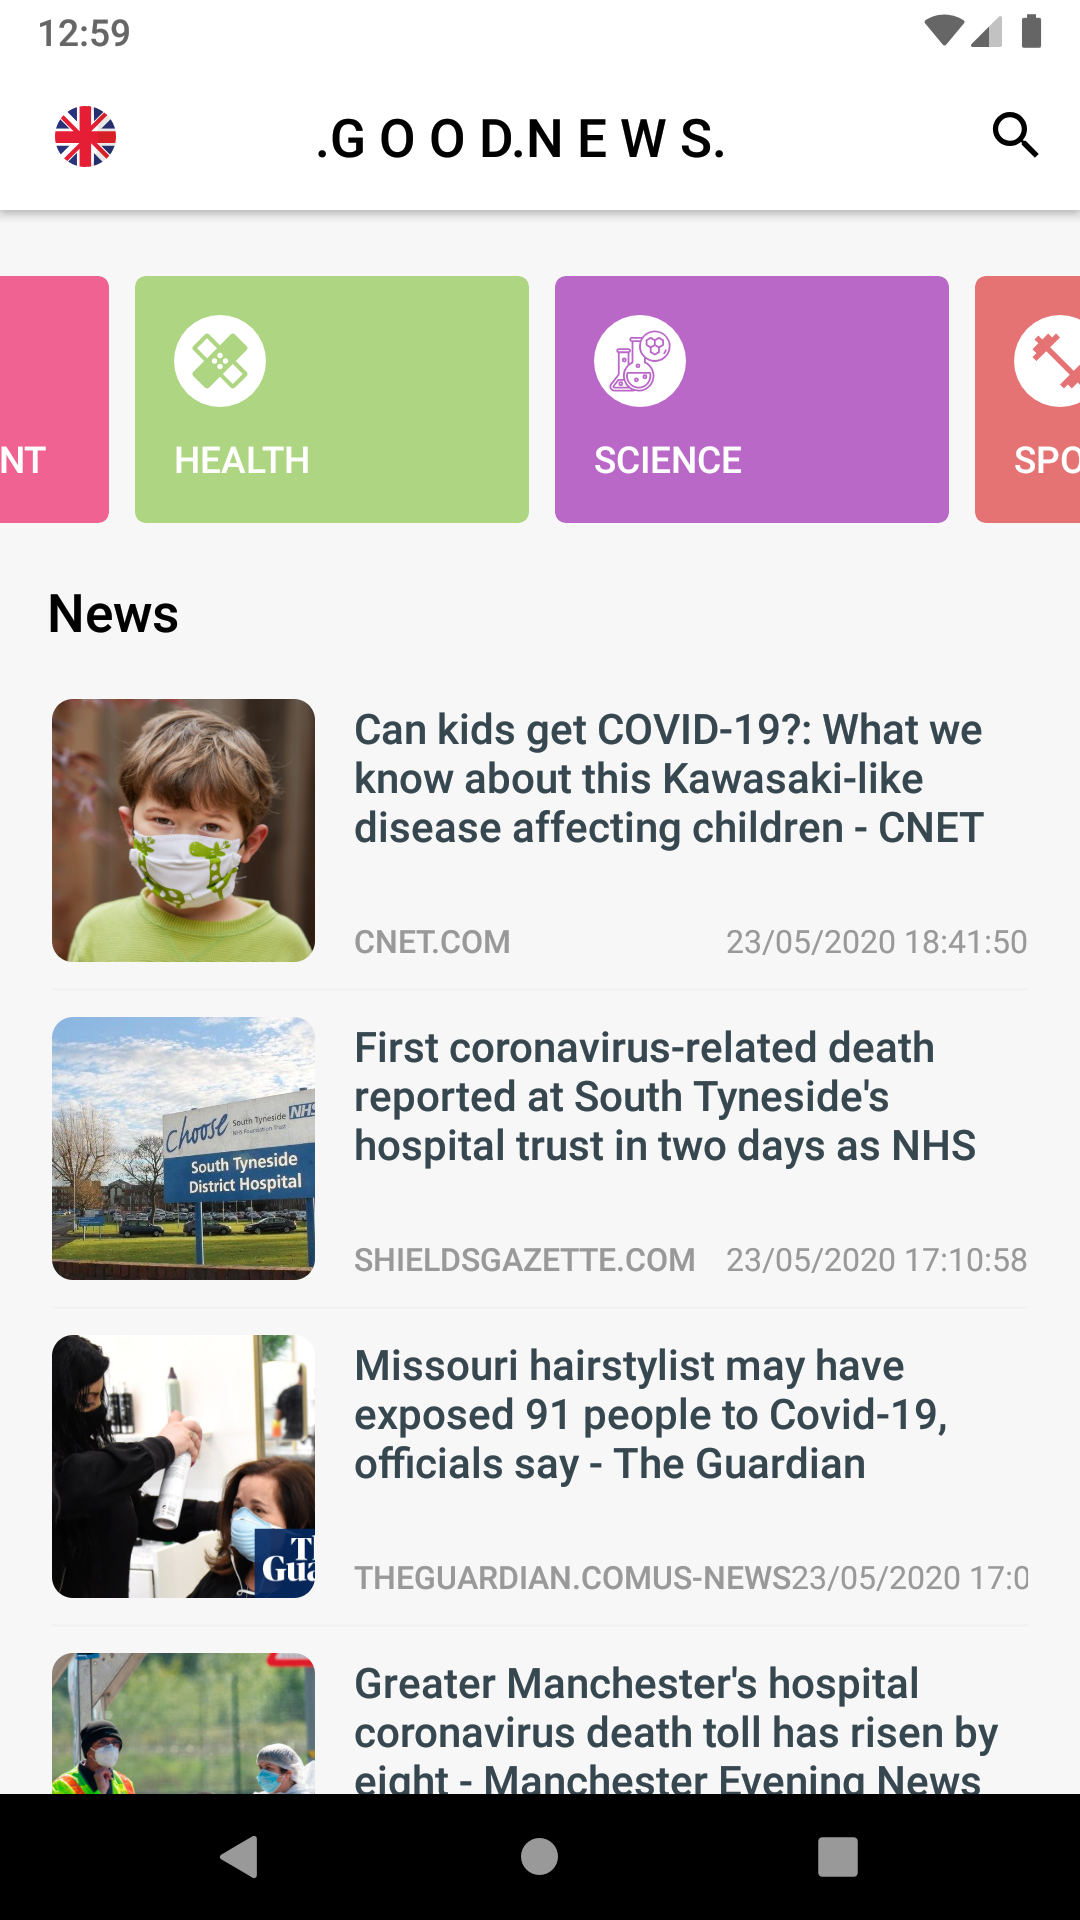 12:59
.G O O D.N E W S.
NT
HEALTH
SCIENCE
SPO
News
Can kids get COVID-19?: What we
know about this Kawasaki-like
disease affecting children - CNET
CNET.COM 23/05/2020 18:41:50
choose South Tyneside NHS
NHS Foundation Trust
South Tyneside
District Hospital
First coronavirus-related death
reported at South Tyneside's
hospital trust in two days as NHS
SHIELDSGAZETTE.COM 23/05/2020 17:10:58
Missouri hairstylist may have
exposed 91 people to Covid-19,
officials say - The Guardian
Th
Gua
THEGUARDIAN.COMUS-NEWS23/05/2020 17:0
Greater Manchester's hospital
coronavirus death toll has risen by
eight - Manchester Evening News